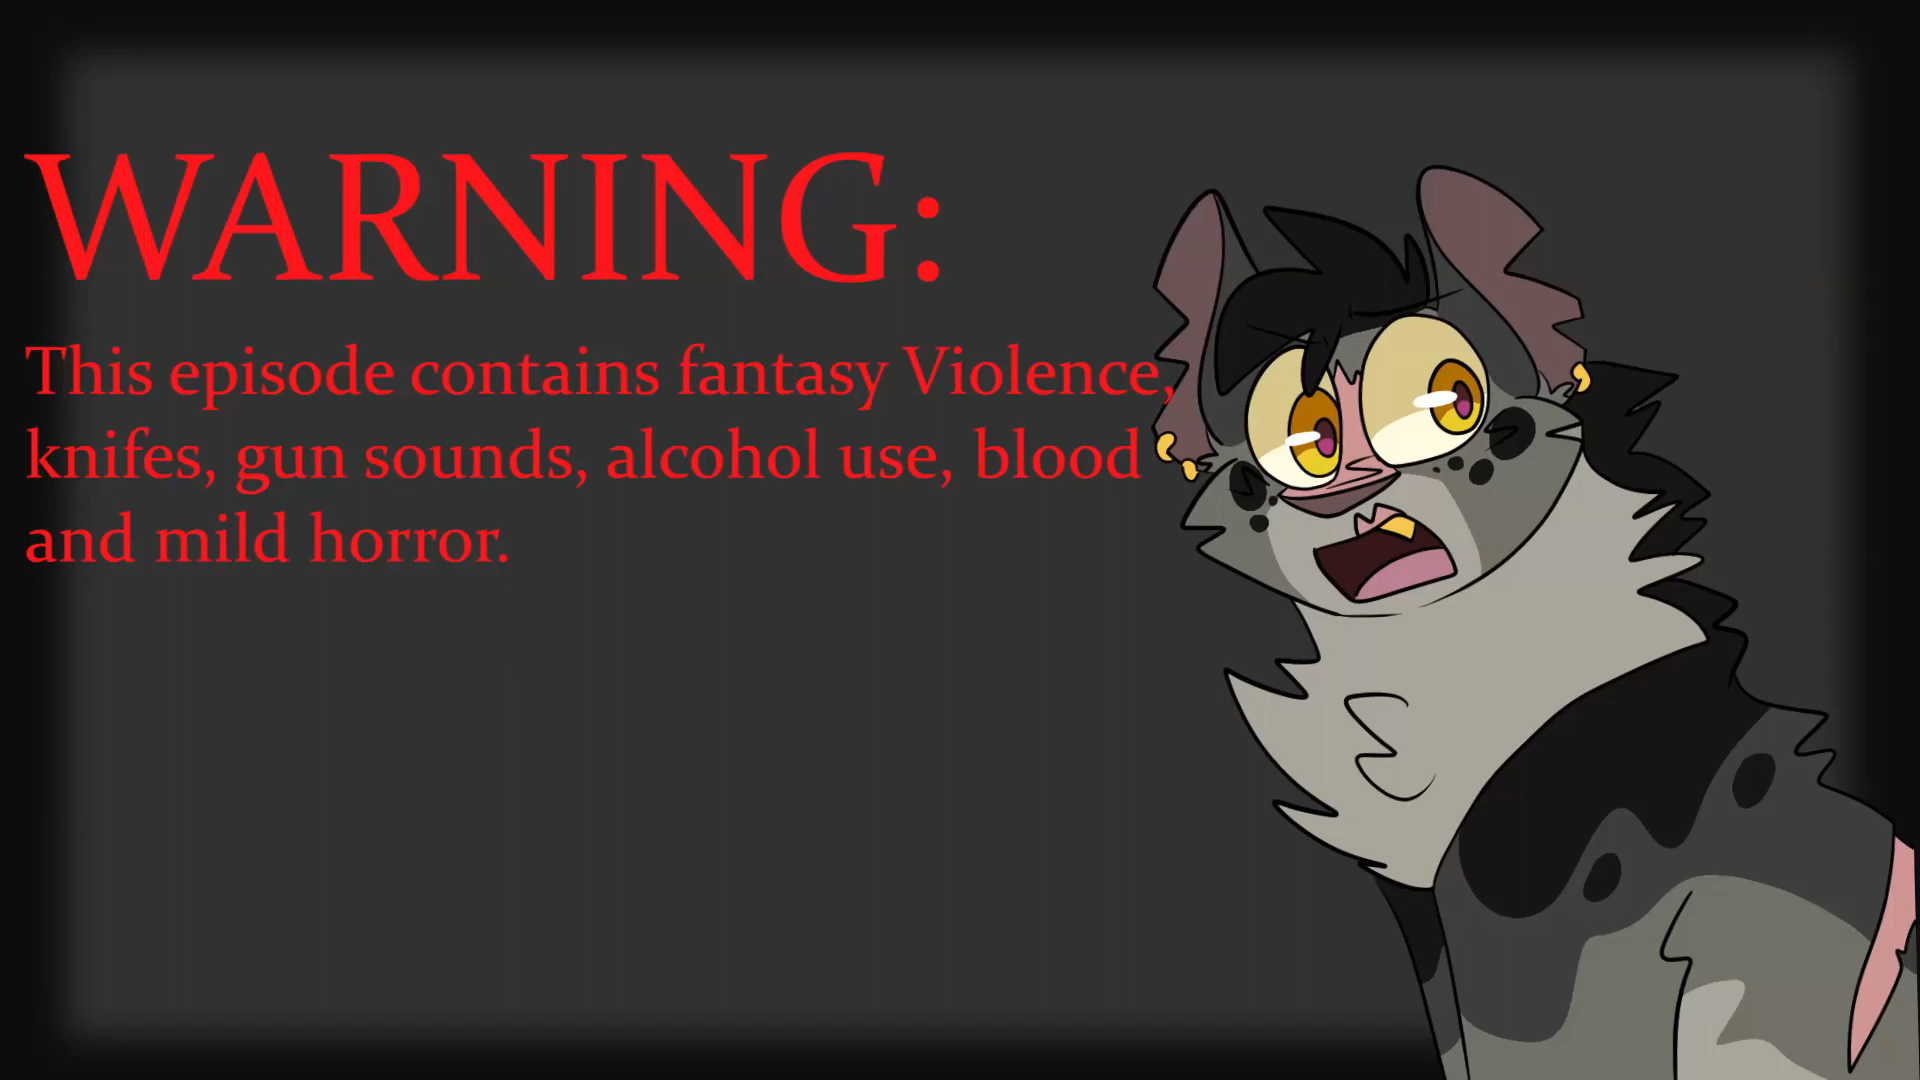 WARNING:
This episode contains fantasy Violence,
knifes, gun sounds, alcohol use, blood
and mild horror.